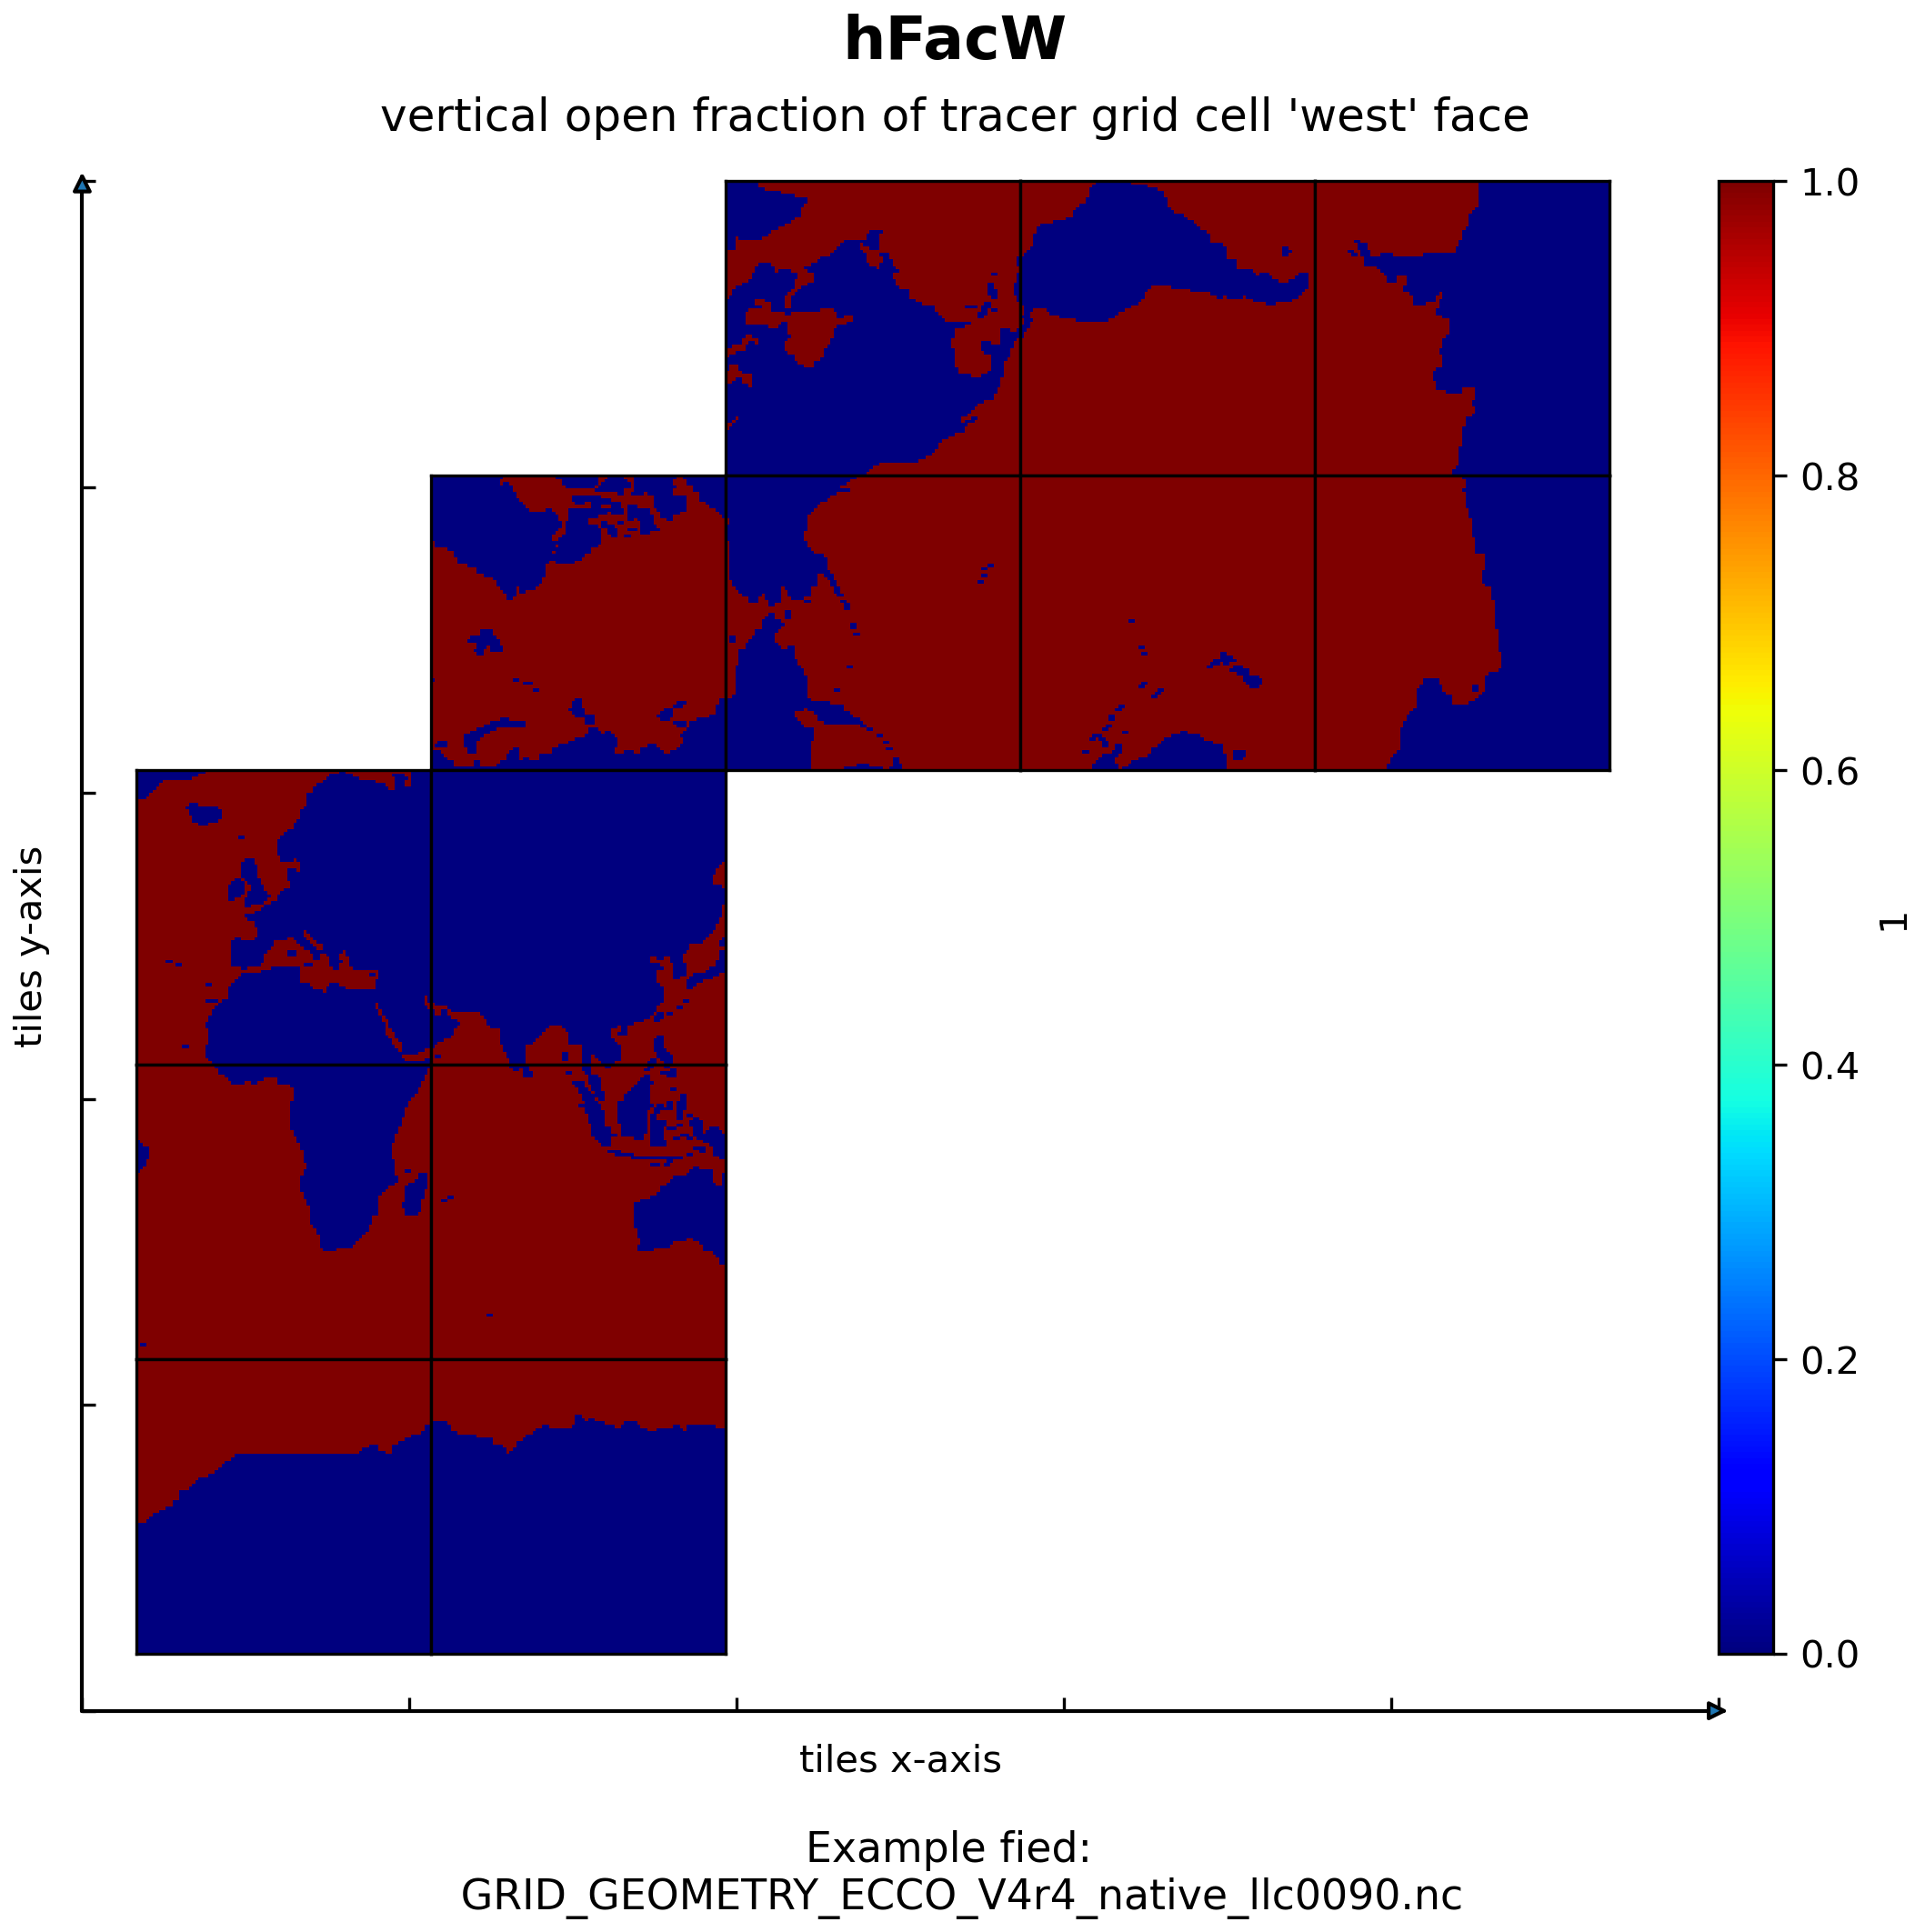 hFacW
vertical open fraction of tracer grid cell 'west' face
1.0
0.8
0.6
0.4
0.2
0.0
1
tiles y-axis
tiles x-axis
Example fied:
GRID_GEOMETRY_ECCO_V4r4_native_llc0090.nc